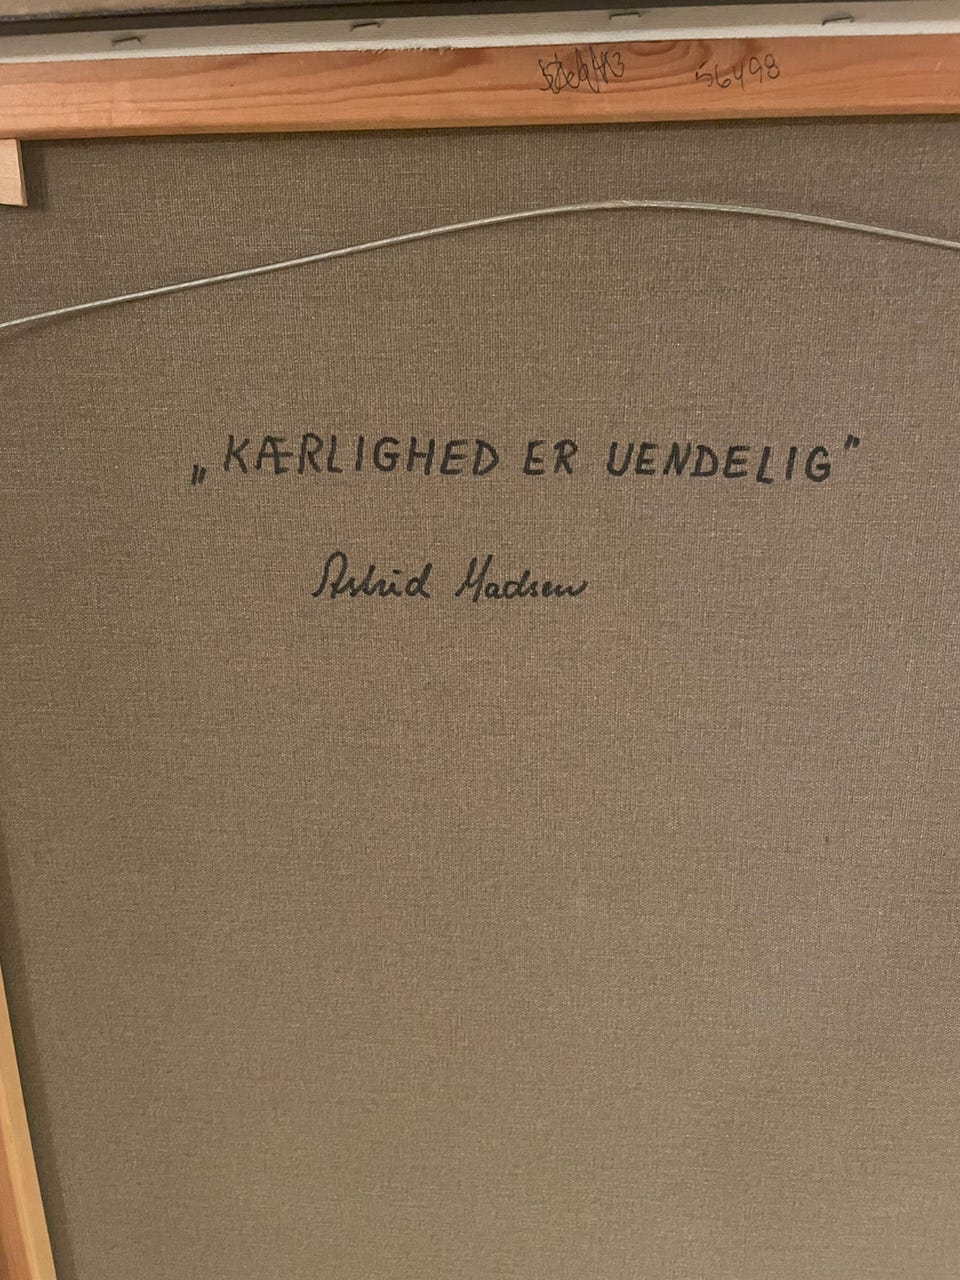 56498
„KÆRLIGHED ER UENDELIG”
Astrid Madsen